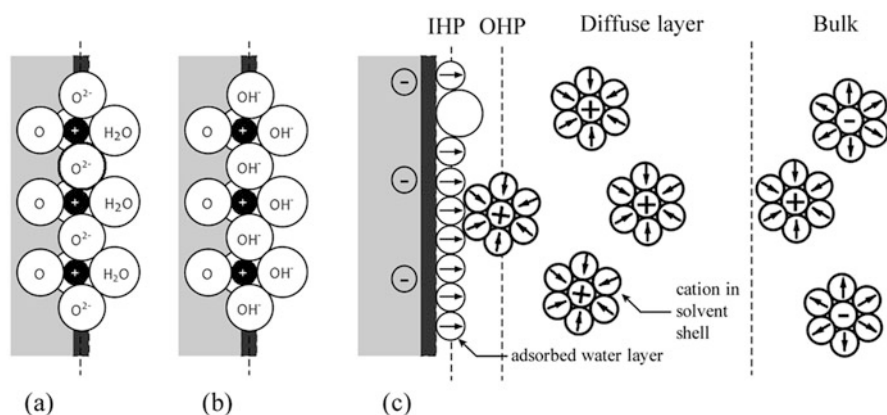 IHP OHP Diffuse layer Bulk
O²⁻
O + H₂O
O²⁻
O + H₂O
O²⁻
O + H₂O
O²⁻
OH⁻
O + OH⁻
OH⁻
O + OH⁻
OH⁻
O + OH⁻
OH⁻
−
−
−
+
+
+
+
−
+
−
cation in
solvent
shell
adsorbed water layer
(a) (b) (c)